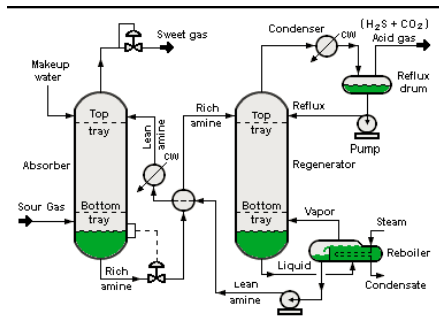 (H2S + CO2)
Acid gas
Condenser
CW
Sweet gas
Makeup
water
Reflux
drum
Rich
amine
Reflux
Top
tray
Lean
amine
Top
tray
Pump
CW
Absorber
Regenerator
Sour Gas
Bottom
tray
Bottom
tray
Vapor
Steam
Reboiler
Liquid
Rich
amine
Lean
amine
Condensate